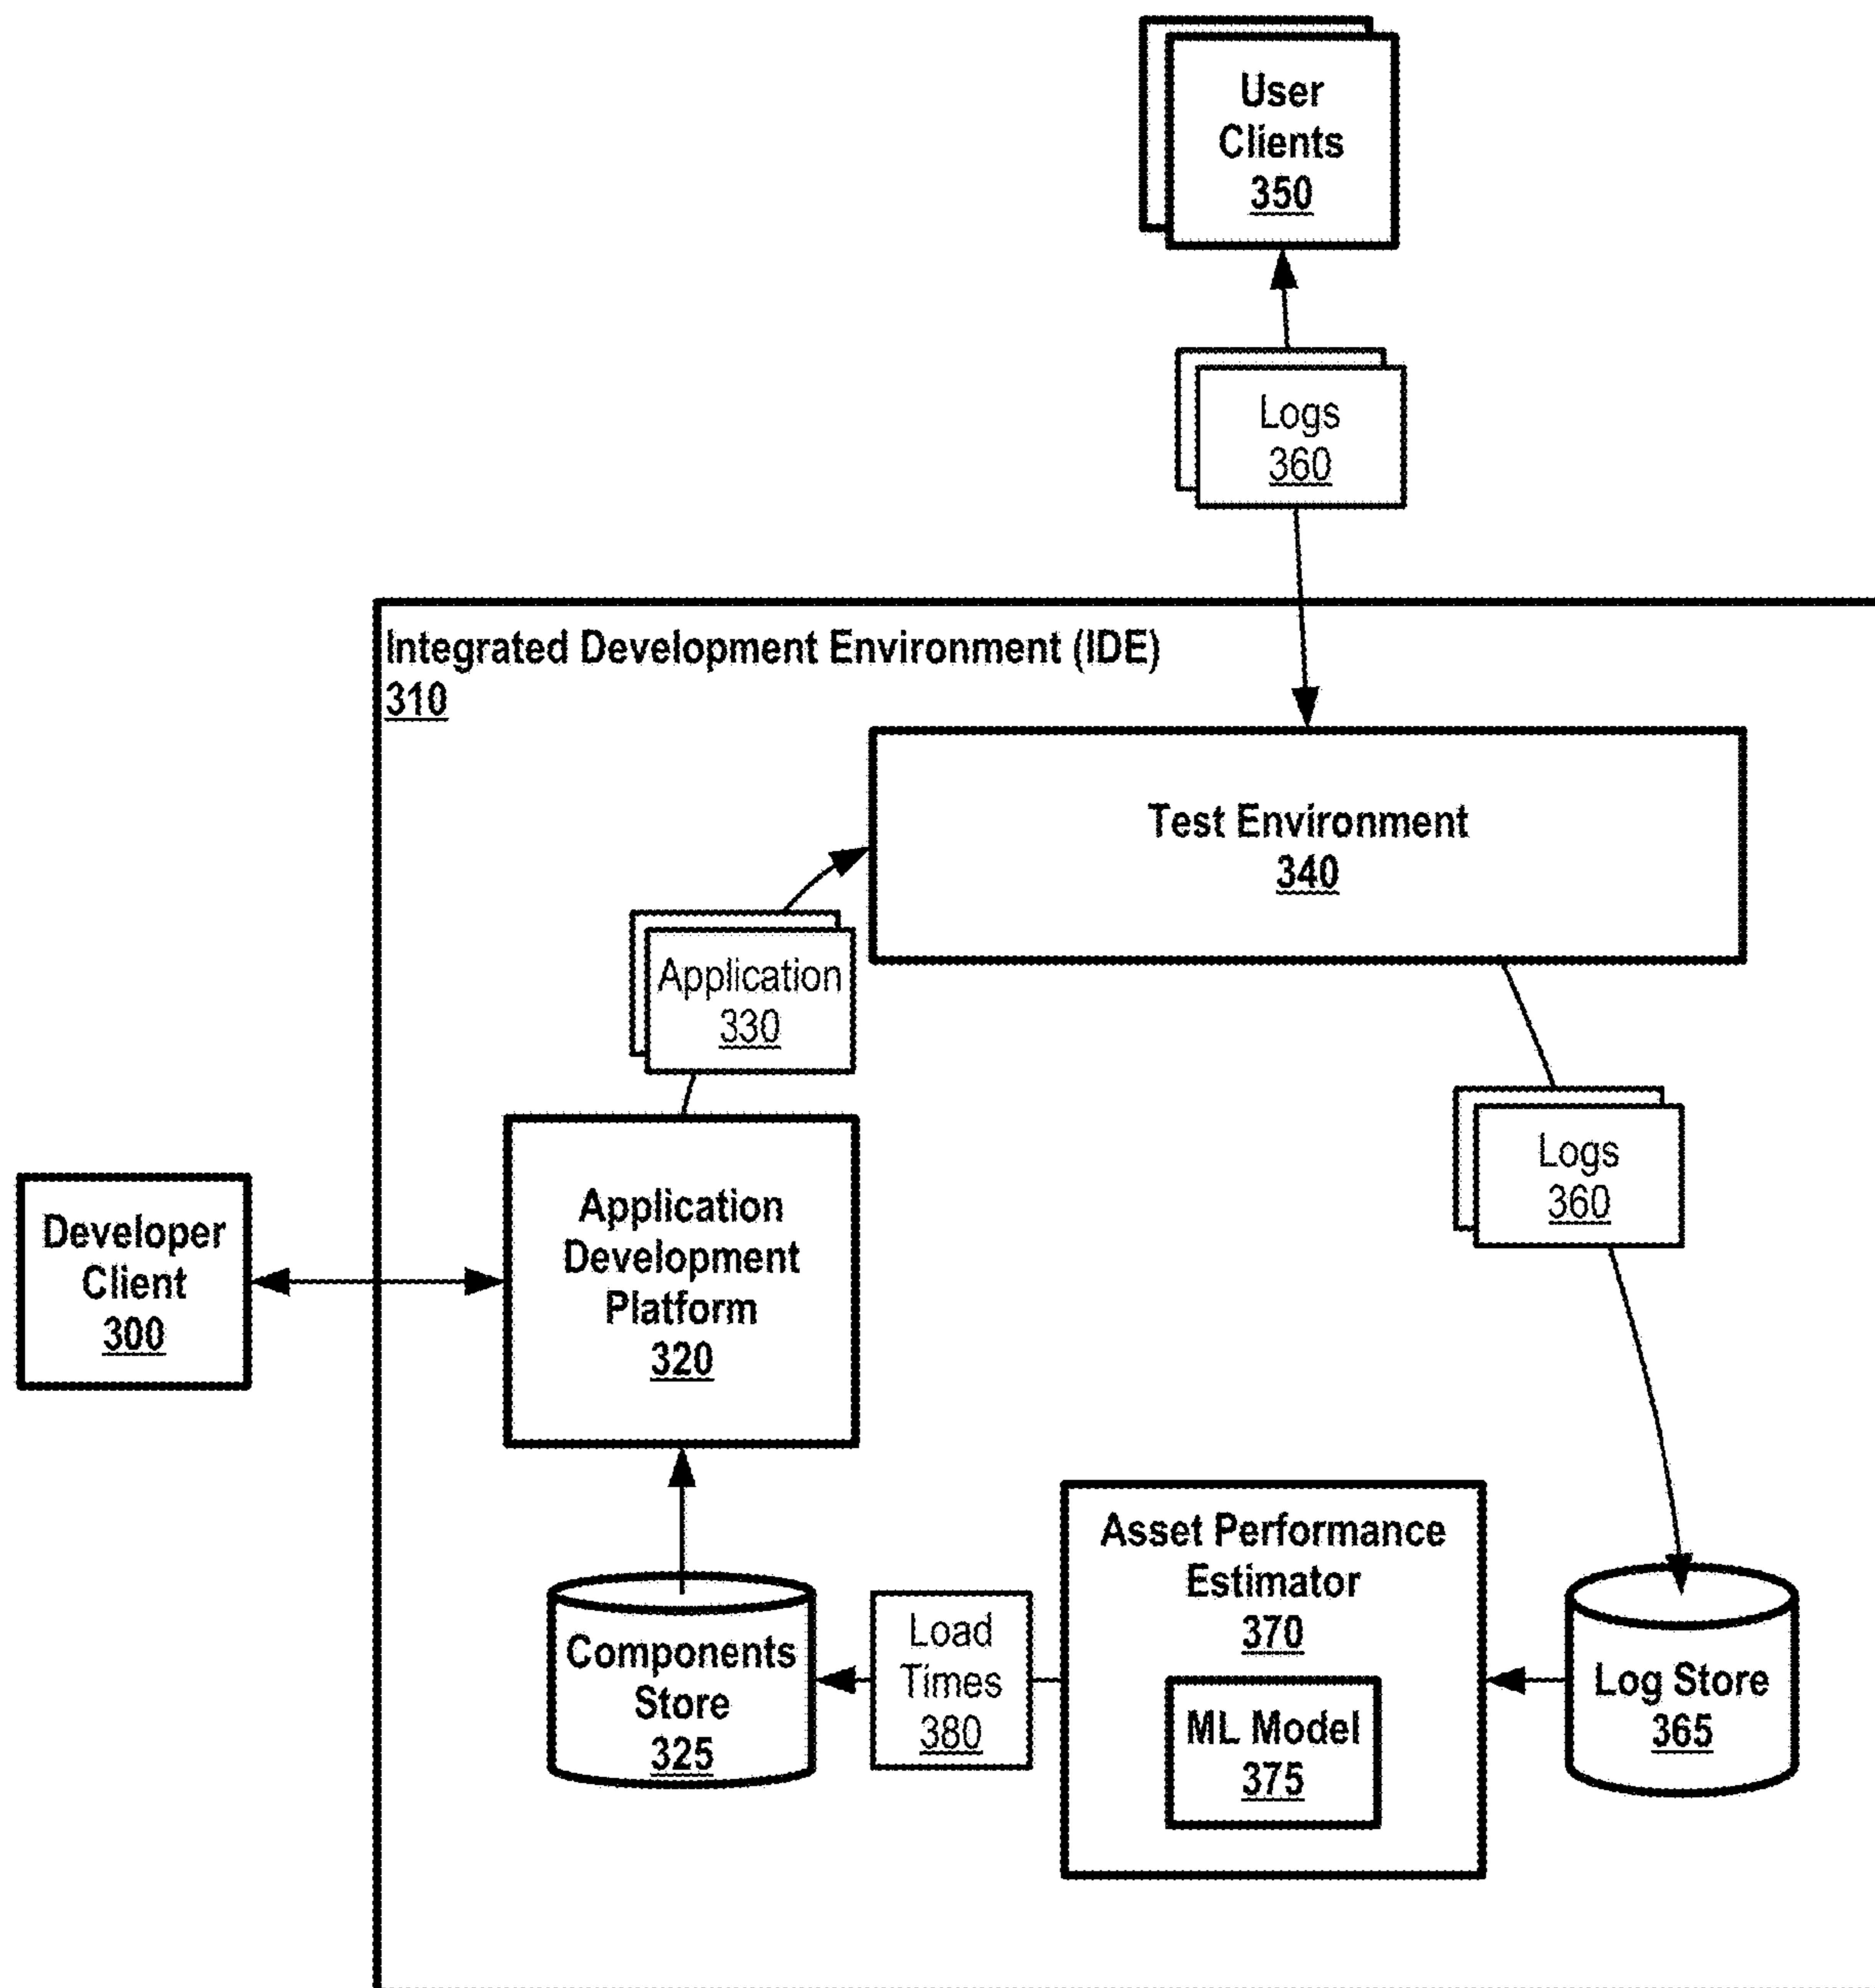 User
Clients
350
Logs
360
Integrated Development Environment (IDE)
310
Test Environment
340
Application
330
Logs
360
Developer
Client
300
Application
Development
Platform
320
Components
Store
325
Load
Times
380
Asset Performance
Estimator
370
ML Model
375
Log Store
365